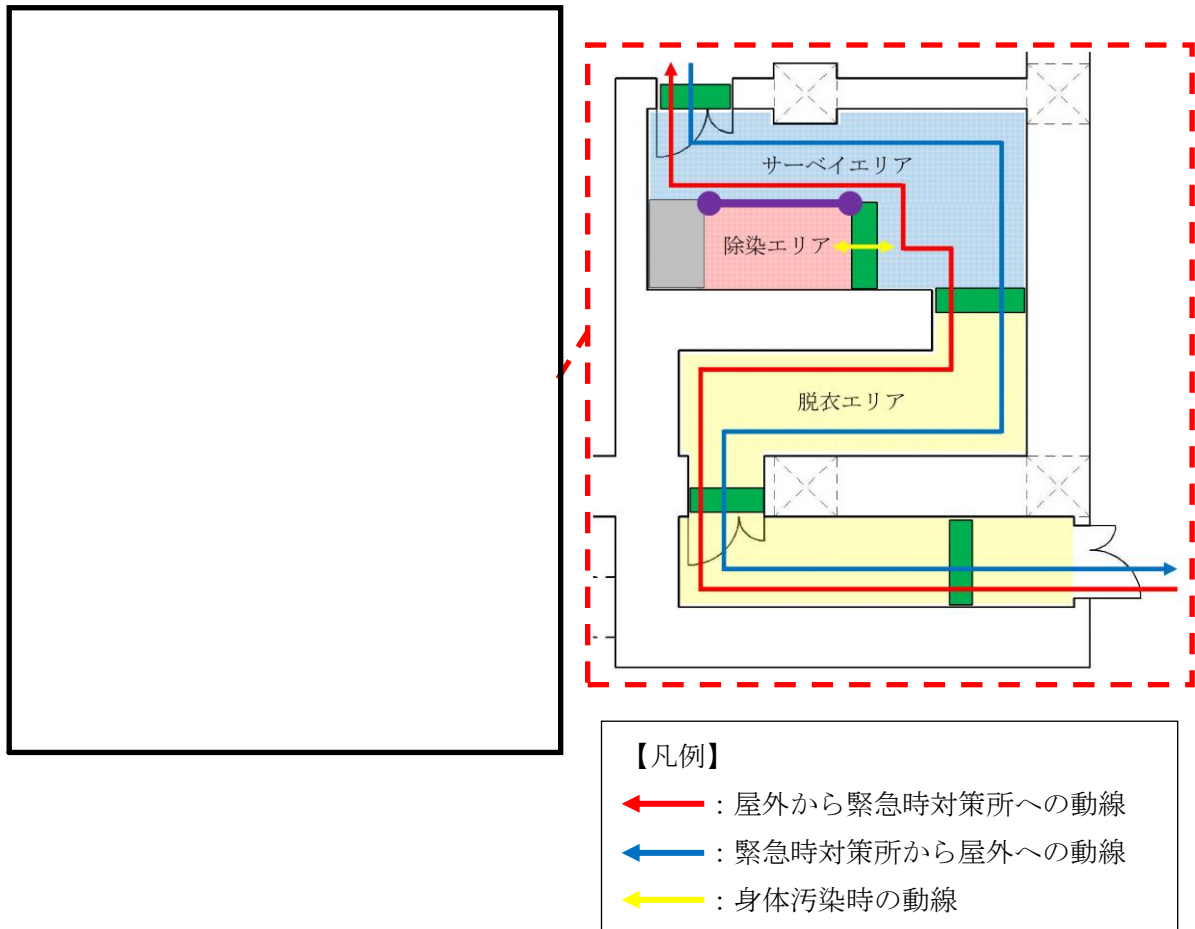 サーベイエリア
除染エリア
脱衣エリア
【凡例】
：屋外から緊急時対策所への動線
：緊急時対策所から屋外への動線
：身体汚染時の動線